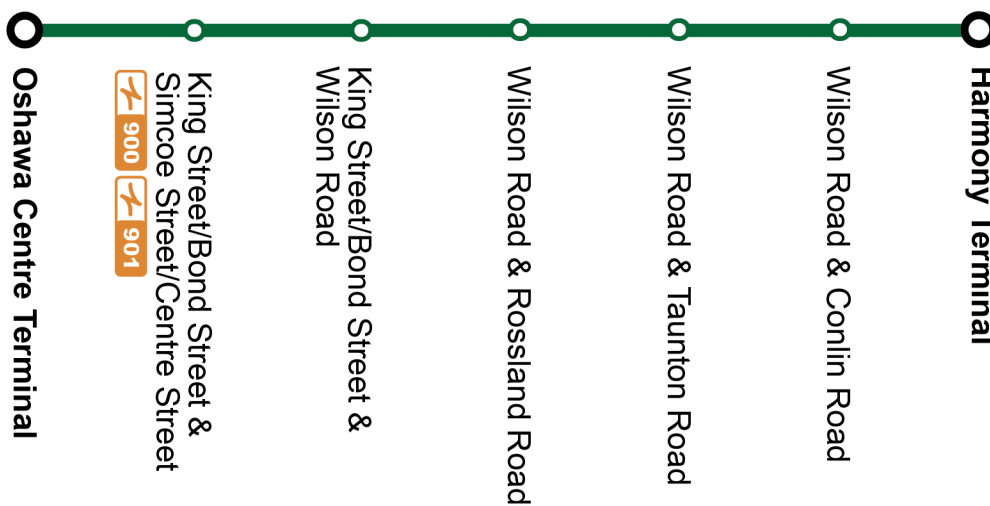 Oshawa Centre Terminal
King Street/Bond Street &
Simcoe Street/Centre Street
900 901
King Street/Bond Street &
Wilson Road
Wilson Road & Rossland Road
Wilson Road & Taunton Road
Wilson Road & Conlin Road
Harmony Terminal